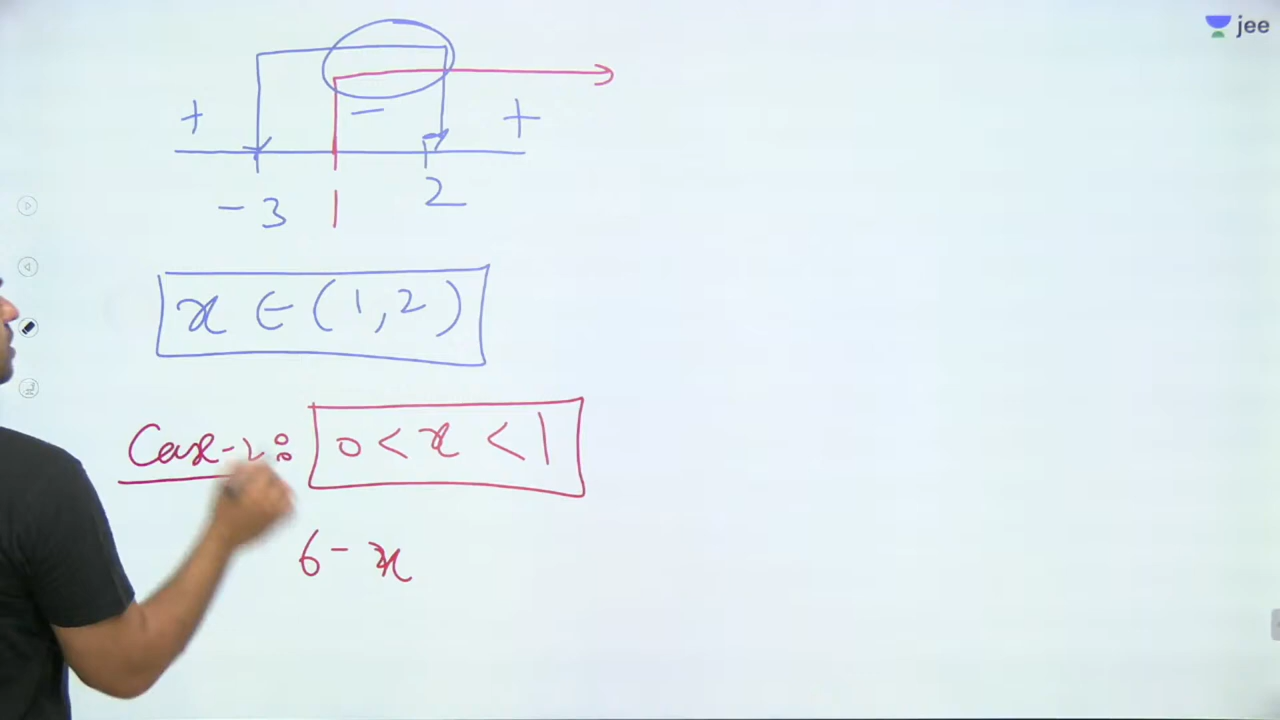 jee
+ − +
-3 1 2
x ∈ (1,2)
Case-2: 0 < x < 1
6 - x